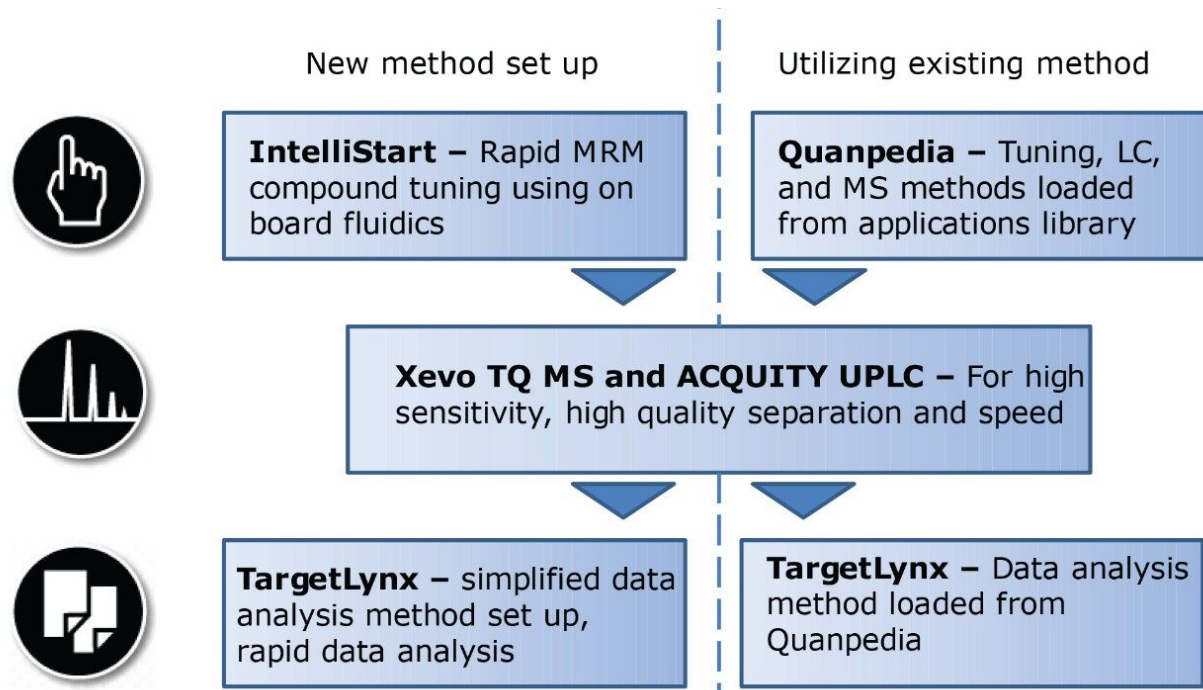 New method set up
Utilizing existing method
IntelliStart – Rapid MRM
compound tuning using on
board fluidics
Quanpedia – Tuning, LC,
and MS methods loaded
from applications library
Xevo TQ MS and ACQUITY UPLC – For high
sensitivity, high quality separation and speed
TargetLynx – simplified data
analysis method set up,
rapid data analysis
TargetLynx – Data analysis
method loaded from
Quanpedia